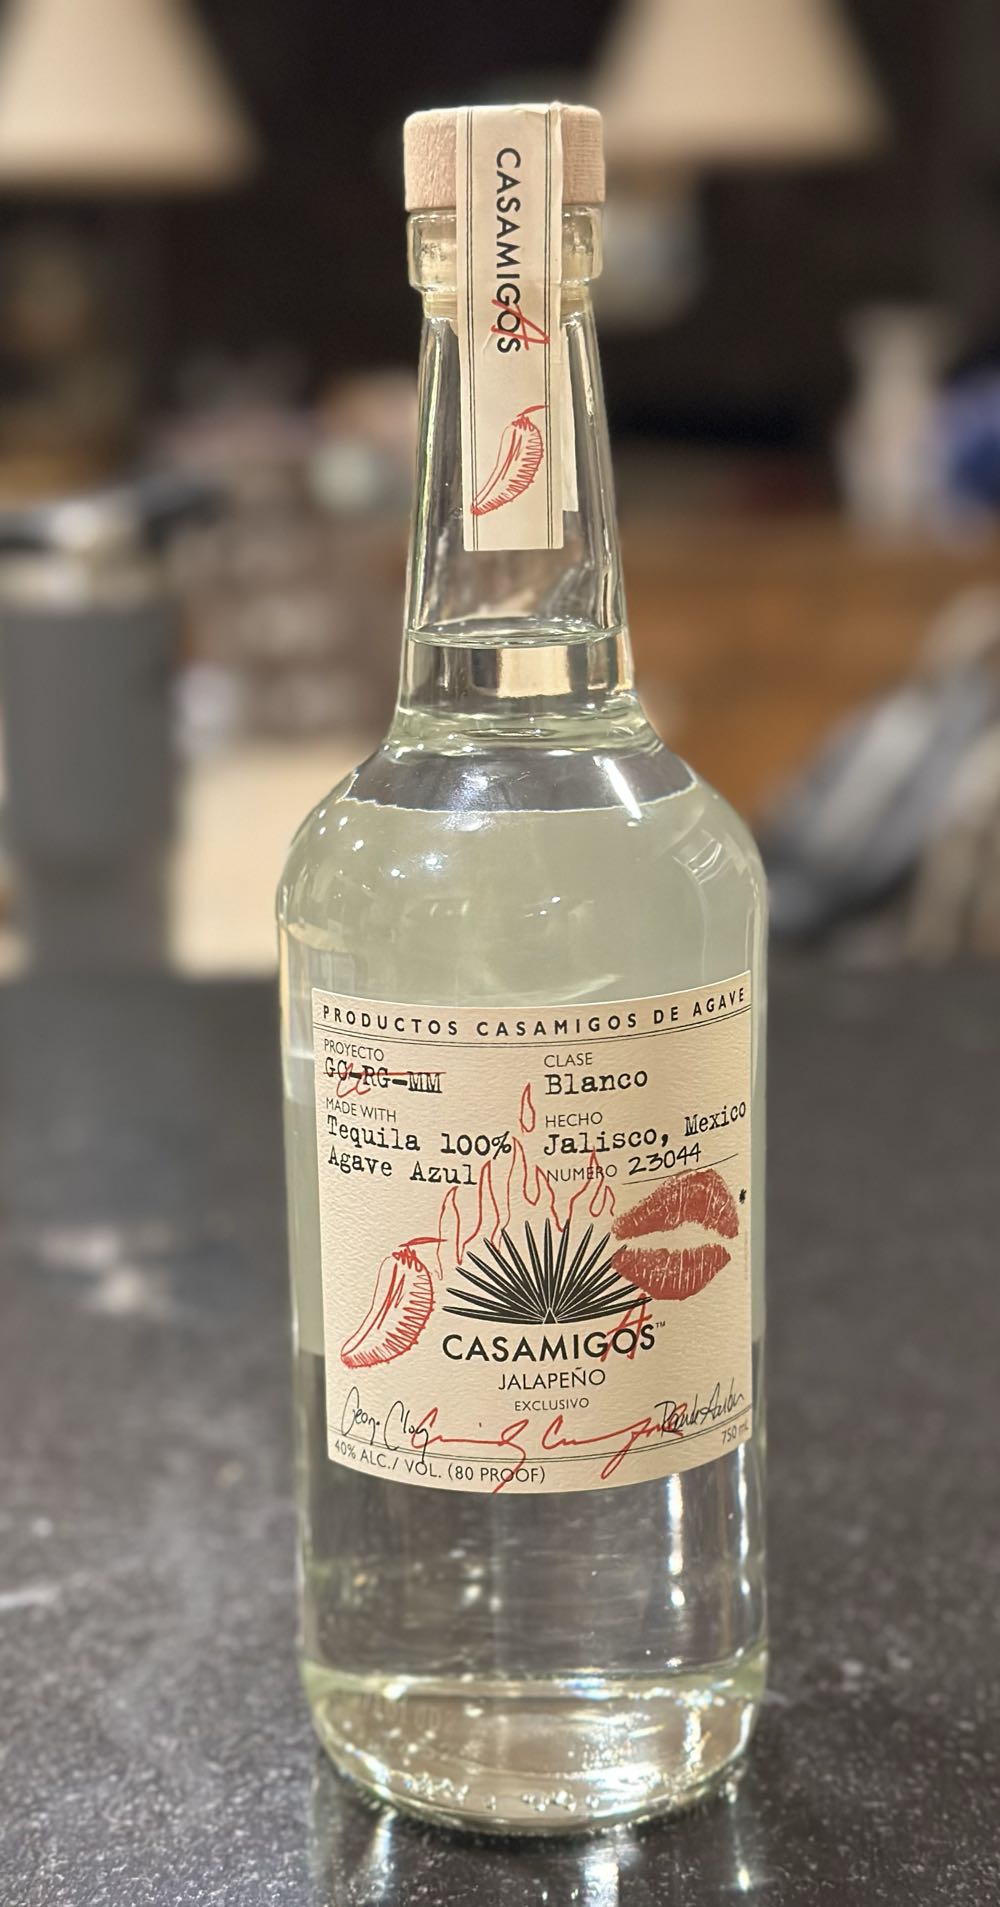 CASAMIGOS
A
PRODUCTOS CASAMIGOS DE AGAVE
PROYECTO
GC-RG-MM
CLASE
Blanco
MADE WITH
Tequila 100%
Agave Azul
HECHO
Jalisco, Mexico
NUMERO 23044
CASAMIGOS™
A
JALAPEÑO
EXCLUSIVO
40% ALC./ VOL. (80 PROOF)
750 mL